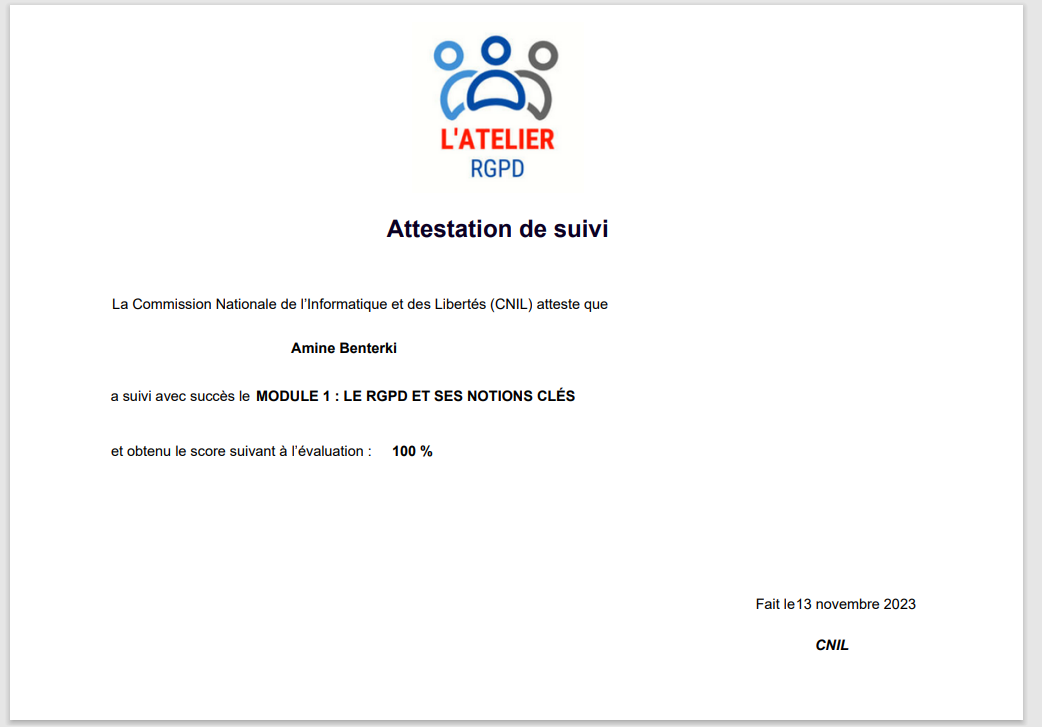 L'ATELIER
RGPD
Attestation de suivi
La Commission Nationale de l’Informatique et des Libertés (CNIL) atteste que
Amine Benterki
a suivi avec succès le MODULE 1 : LE RGPD ET SES NOTIONS CLÉS
et obtenu le score suivant à l’évaluation : 100 %
Fait le13 novembre 2023
CNIL